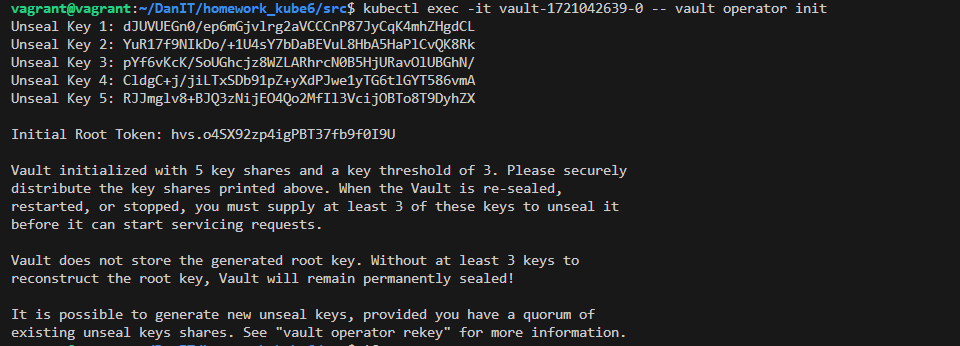 vagrant@vagrant:~/DanIT/homework_kube6/src$ kubectl exec -it vault-1721042639-0 -- vault operator init
Unseal Key 1: dJUVUEGn0/ep6mGjvlrg2aVCCCnP87JyCqK4mhZHgdCL
Unseal Key 2: YuR17f9NIkDo/+1U4sY7bDaBEVuL8HbA5HaPlCvQK8Rk
Unseal Key 3: pYf6vKcK/SoUGhcjz8WZLARhrcN0B5HjURavOlUBGhN/
Unseal Key 4: CldgC+j/jiLTxSDb91pZ+yXdPJwe1yTG6tlGYT586vmA
Unseal Key 5: RJJmglv8+BJQ3zNijEO4Qo2MfIl3VcijOBTo8T9DyhZX
Initial Root Token: hvs.o4SX92zp4igPBT37fb9f0I9U
Vault initialized with 5 key shares and a key threshold of 3. Please securely
distribute the key shares printed above. When the Vault is re-sealed,
restarted, or stopped, you must supply at least 3 of these keys to unseal it
before it can start servicing requests.
Vault does not store the generated root key. Without at least 3 keys to
reconstruct the root key, Vault will remain permanently sealed!
It is possible to generate new unseal keys, provided you have a quorum of
existing unseal keys shares. See "vault operator rekey" for more information.